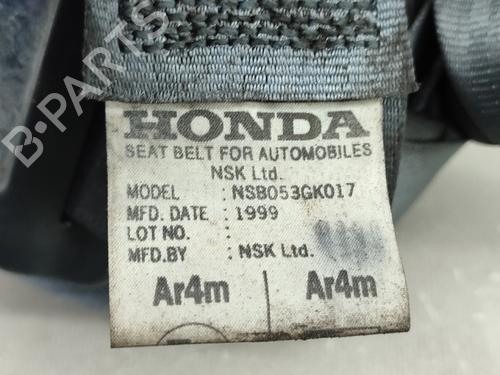 HONDA
SEAT BELT FOR AUTOMOBILES
NSK Ltd.
MODEL : NSB053GK017
MFD. DATE : 1999
LOT NO. :
MFD.BY : NSK Ltd.
Ar4m Ar4m
B-PARTS
B-PARTS